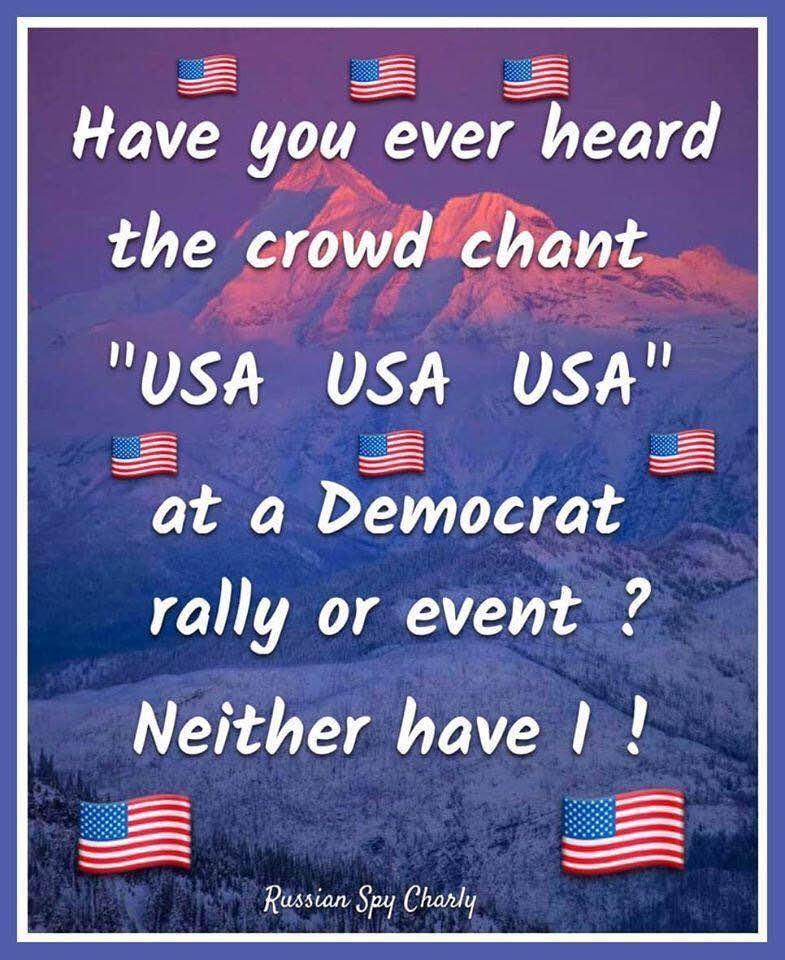 Have you ever heard
the crowd chant
"USA USA USA"
at a Democrat
rally or event ?
Neither have I !
Russian Spy Charly